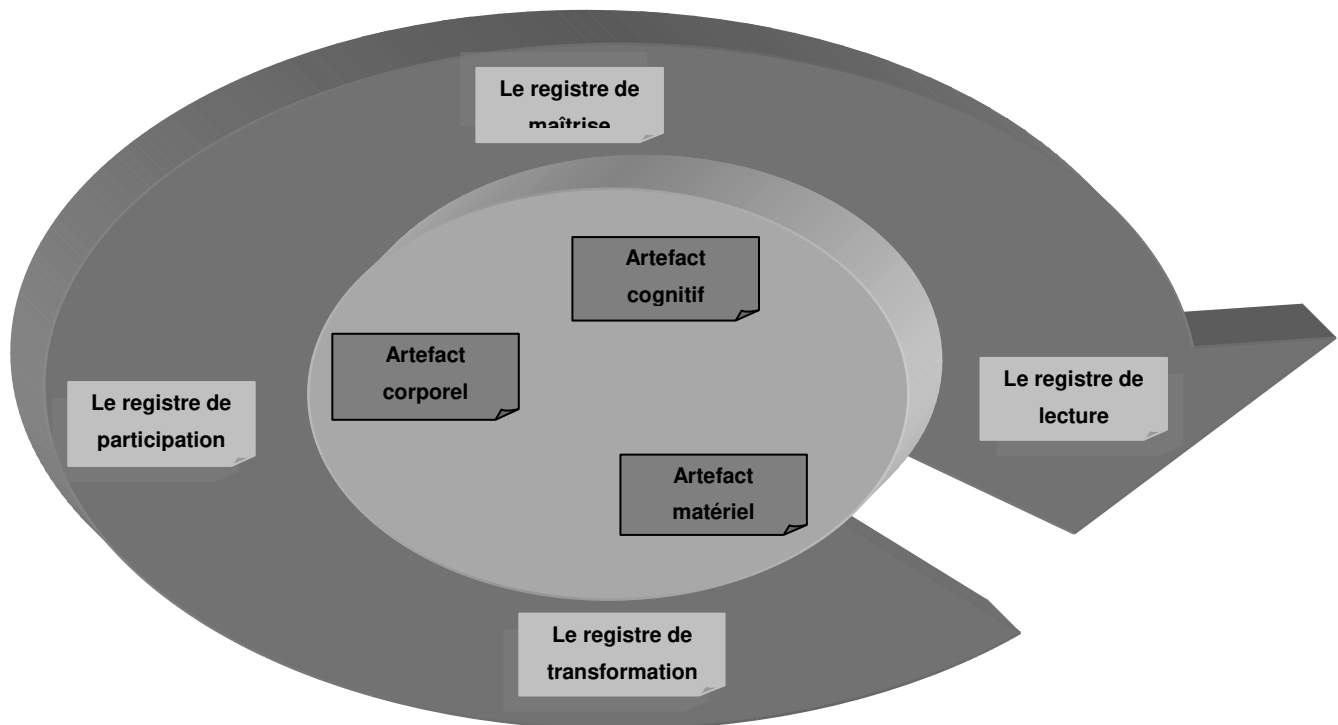 Le registre de
maîtrise
Artefact
cognitif
Artefact
corporel
Le registre de
participation
Le registre de
lecture
Artefact
matériel
Le registre de
transformation